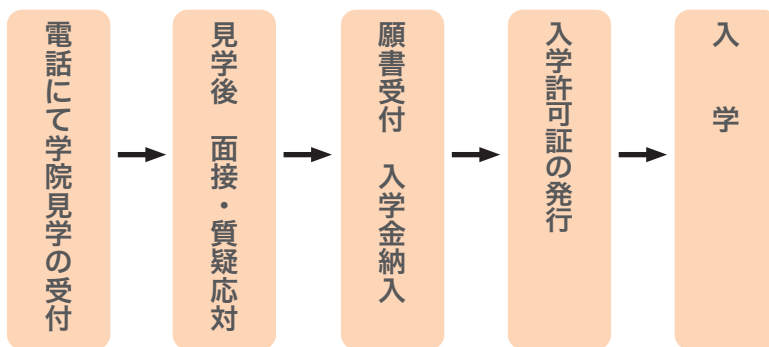 電話にて学院見学の受付
見学後　面接・質疑応対
願書受付　入学金納入
入学許可証の発行
入　学